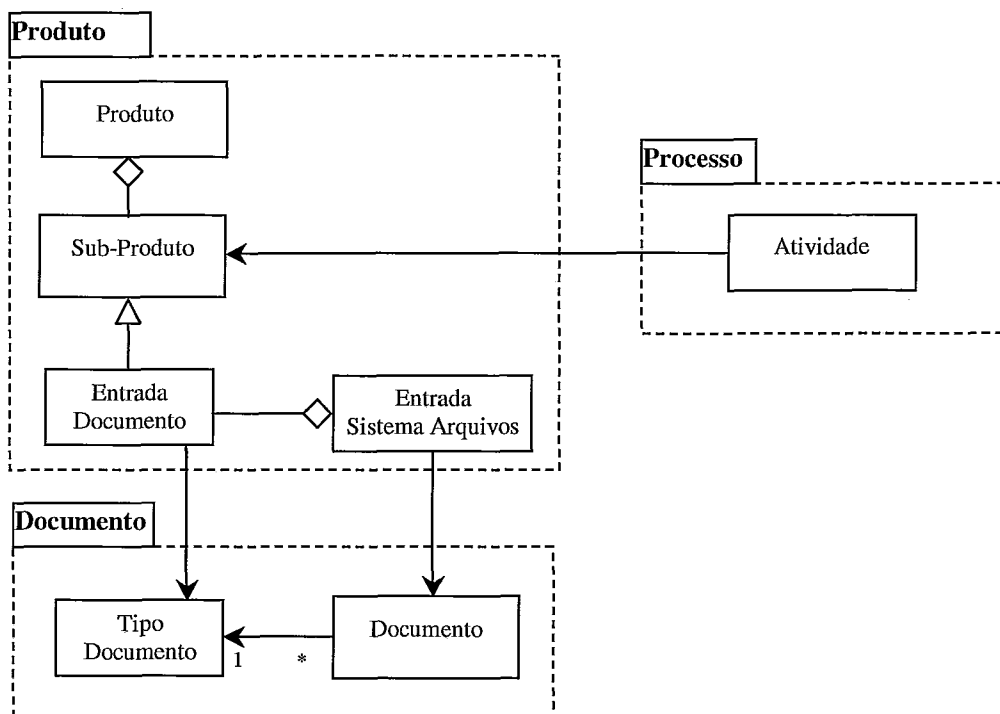 Produto
Produto
Processo
Sub-Produto
Atividade
Entrada
Documento
Entrada
Sistema Arquivos
Documento
Tipo
Documento
Documento
1
*